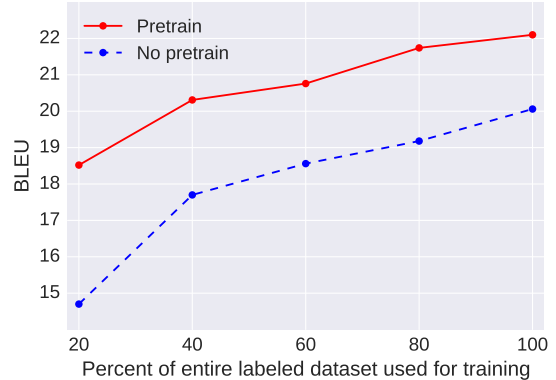 Pretrain
No pretrain
BLEU
22
21
20
19
18
17
16
15
20 40 60 80 100
Percent of entire labeled dataset used for training